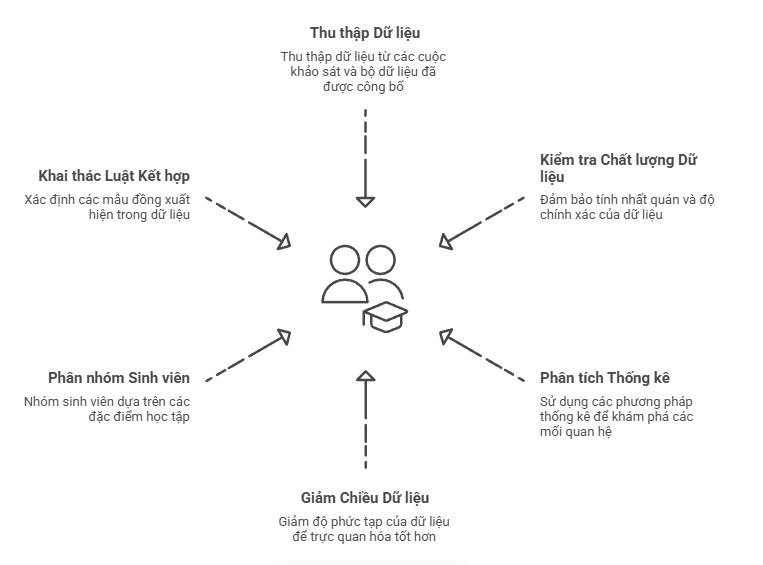 Thu thập Dữ liệu
Thu thập dữ liệu từ các cuộc
khảo sát và bộ dữ liệu đã
được công bố
Kiểm tra Chất lượng Dữ
liệu
Đảm bảo tính nhất quán và độ
chính xác của dữ liệu
Phân tích Thống kê
Sử dụng các phương pháp
thống kê để khám phá các
mối quan hệ
Giảm Chiều Dữ liệu
Giảm độ phức tạp của dữ liệu
để trực quan hóa tốt hơn
Phân nhóm Sinh viên
Nhóm sinh viên dựa trên các
đặc điểm học tập
Khai thác Luật Kết hợp
Xác định các mẫu đồng xuất
hiện trong dữ liệu